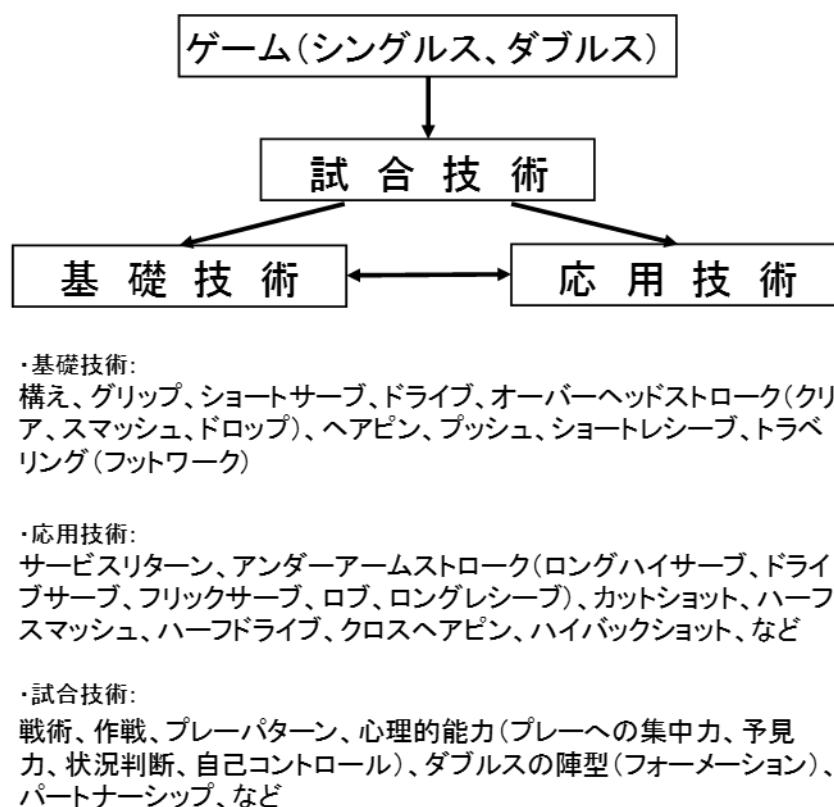 ゲーム(シングルス、ダブルス)
試合技術
基礎技術
応用技術
・基礎技術:
構え、グリップ、ショートサーブ、ドライブ、オーバーヘッドストローク(クリ
ア、スマッシュ、ドロップ)、ヘアピン、プッシュ、ショートレシーブ、トラベ
リング(フットワーク)
・応用技術:
サービスリターン、アンダーアームストローク(ロングハイサーブ、ドライ
ブサーブ、フリックサーブ、ロブ、ロングレシーブ)、カットショット、ハーフ
スマッシュ、ハーフドライブ、クロスヘアピン、ハイバックショット、など
・試合技術:
戦術、作戦、プレーパターン、心理的能力(プレーへの集中力、予見
力、状況判断、自己コントロール)、ダブルスの陣型(フォーメーション)、
パートナーシップ、など